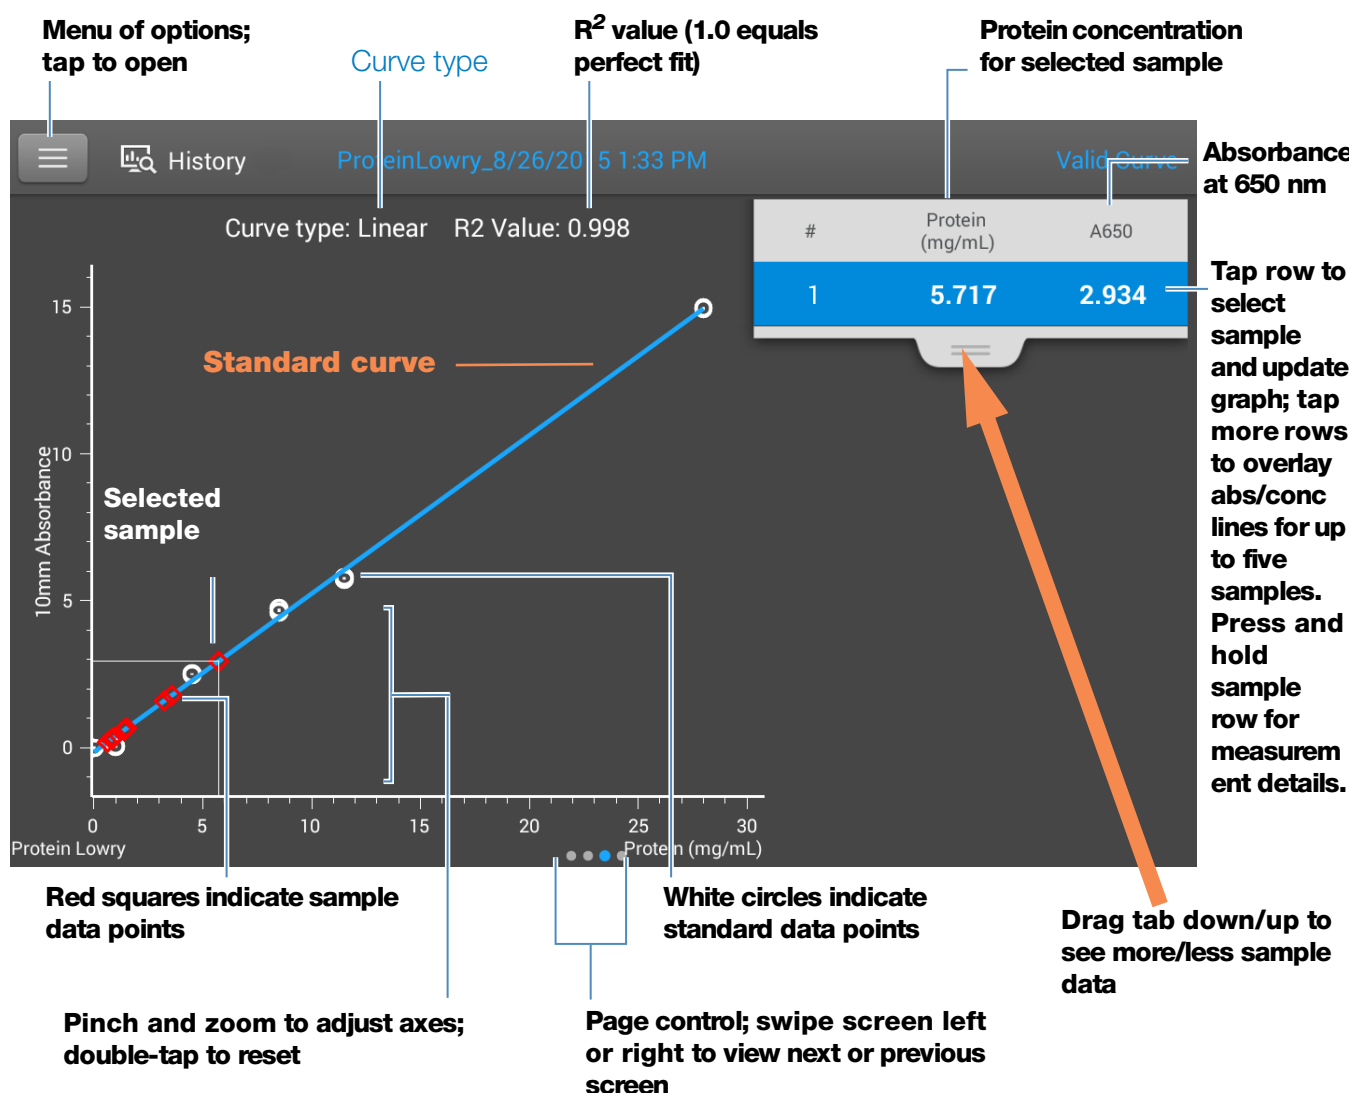 Menu of options;
tap to open
Curve type
R2 value (1.0 equals
perfect fit)
Protein concentration
for selected sample
History
ProteinLowry_8/26/2015 1:33 PM
Valid Curve
Absorbance
at 650 nm
Curve type: Linear R2 Value: 0.998
# Protein (mg/mL) A650
1 5.717 2.934
Tap row to
select
sample
and update
graph; tap
more rows
to overlay
abs/conc
lines for up
to five
samples.
Press and
hold
sample
row for
measurem
ent details.
Standard curve
Selected
sample
10mm Absorbance
15
10
5
0
0 5 10 15 20 25 30
Protein Lowry
Protein (mg/mL)
Red squares indicate sample
data points
White circles indicate
standard data points
Drag tab down/up to
see more/less sample
data
Pinch and zoom to adjust axes;
double-tap to reset
Page control; swipe screen left
or right to view next or previous
screen